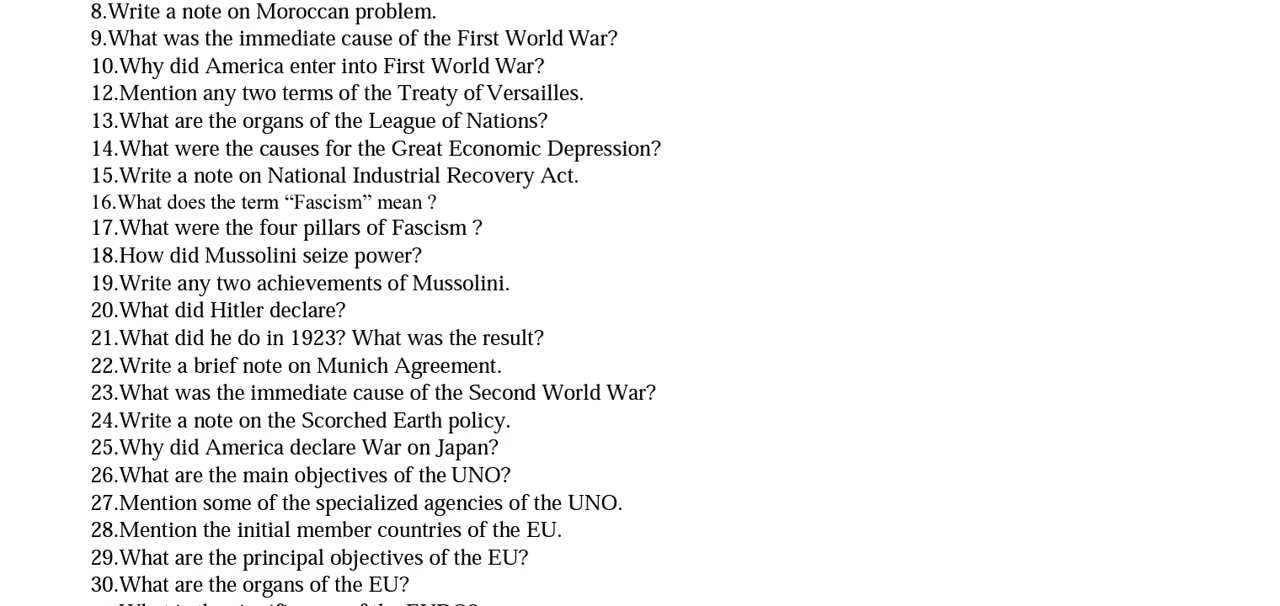 8.Write a note on Moroccan problem.
9.What was the immediate cause of the First World War?
10.Why did America enter into First World War?
12.Mention any two terms of the Treaty of Versailles.
13.What are the organs of the League of Nations?
14.What were the causes for the Great Economic Depression?
15.Write a note on National Industrial Recovery Act.
16.What does the term “Fascism” mean ?
17.What were the four pillars of Fascism ?
18.How did Mussolini seize power?
19.Write any two achievements of Mussolini.
20.What did Hitler declare?
21.What did he do in 1923? What was the result?
22.Write a brief note on Munich Agreement.
23.What was the immediate cause of the Second World War?
24.Write a note on the Scorched Earth policy.
25.Why did America declare War on Japan?
26.What are the main objectives of the UNO?
27.Mention some of the specialized agencies of the UNO.
28.Mention the initial member countries of the EU.
29.What are the principal objectives of the EU?
30.What are the organs of the EU?